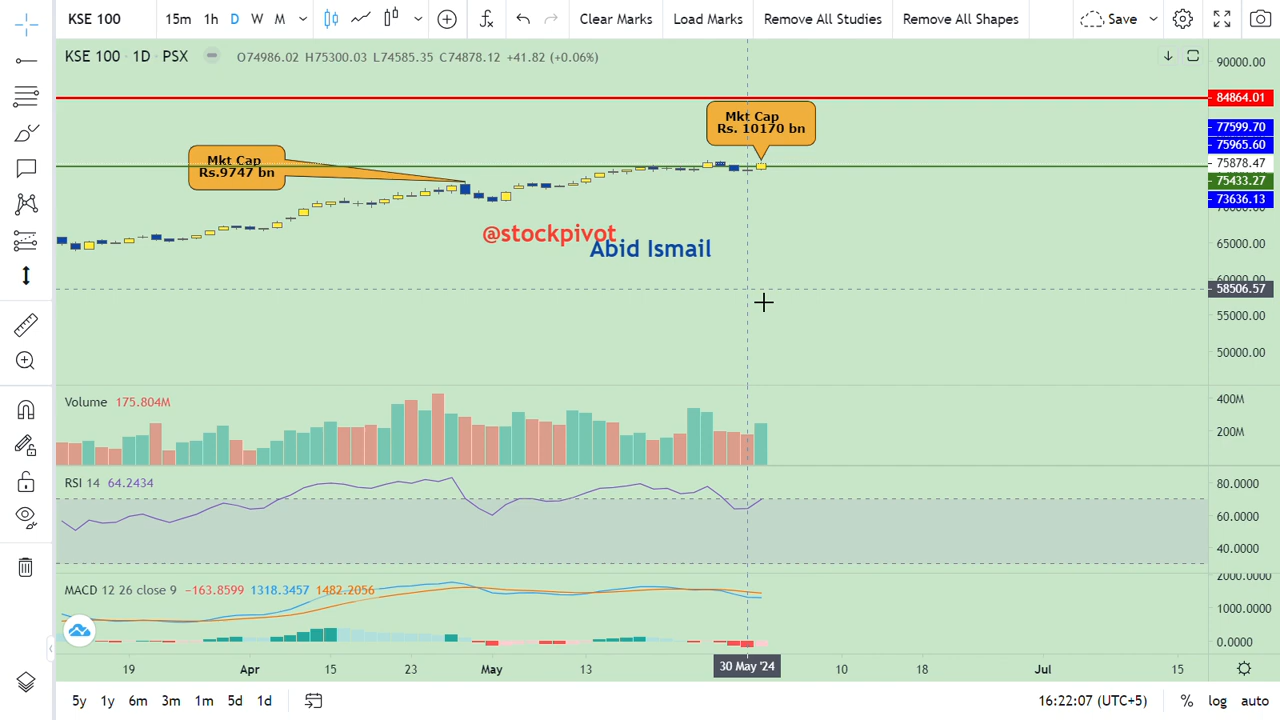 KSE 100 15m 1h D W M Clear Marks Load Marks Remove All Studies Remove All Shapes Save
KSE 100 · 1D · PSX O74986.02 H75300.03 L74585.35 C74878.12 +41.82 (+0.06%)
90000.00
84864.01
Mkt Cap
Rs. 10170 bn
77599.70
75965.60
Mkt Cap
Rs.9747 bn
75878.47
75433.27
73636.13
@stockpivot
Abid Ismail
65000.00
60000.00
58506.57
55000.00
50000.00
Volume 175.804M
400M
200M
RSI 14 64.2434
80.0000
60.0000
40.0000
MACD 12 26 close 9 −163.8599 1318.3457 1482.2056
2000.0000
1000.0000
0.0000
19 Apr 15 23 May 13 30 May '24 10 18 Jul 15
5y 1y 6m 3m 1m 5d 1d 16:22:07 (UTC+5) % log auto